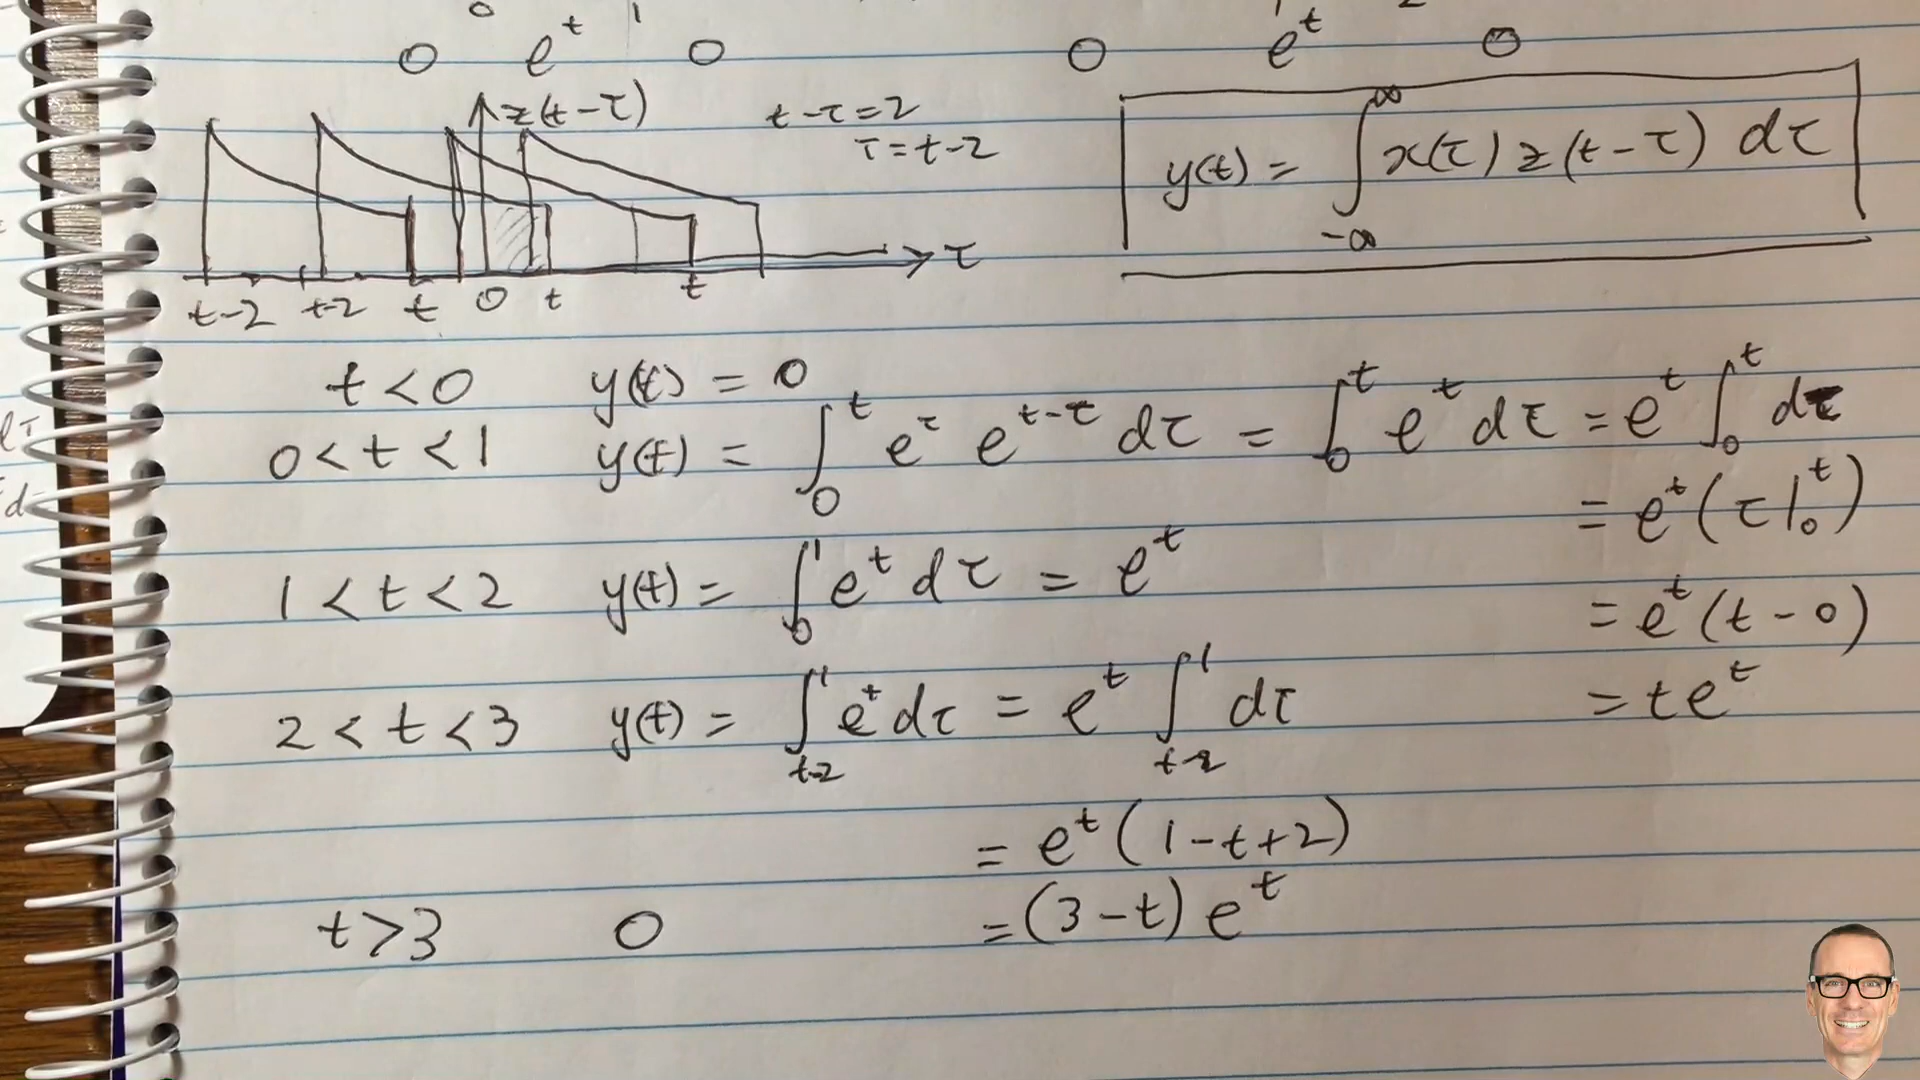 0 e^t 0 0 e^t 0
z(t-τ) t-τ=2
τ=t-2
y(t) = ∫_{-∞}^{∞} x(τ) z(t-τ) dτ
τ
t-2 t-2 t 0 t t
t<0 y(t) = 0
0<t<1 y(t) = ∫_0^t e^τ e^{t-τ} dτ = ∫_0^t e^t dτ = e^t ∫_0^t dτ
= e^t (τ|_0^t)
1<t<2 y(t) = ∫_0^1 e^t dτ = e^t
= e^t (t-0)
2<t<3 y(t) = ∫_{t-2}^1 e^t dτ = e^t ∫_{t-2}^1 dτ
= t e^t
= e^t (1-t+2)
t>3 0 = (3-t) e^t